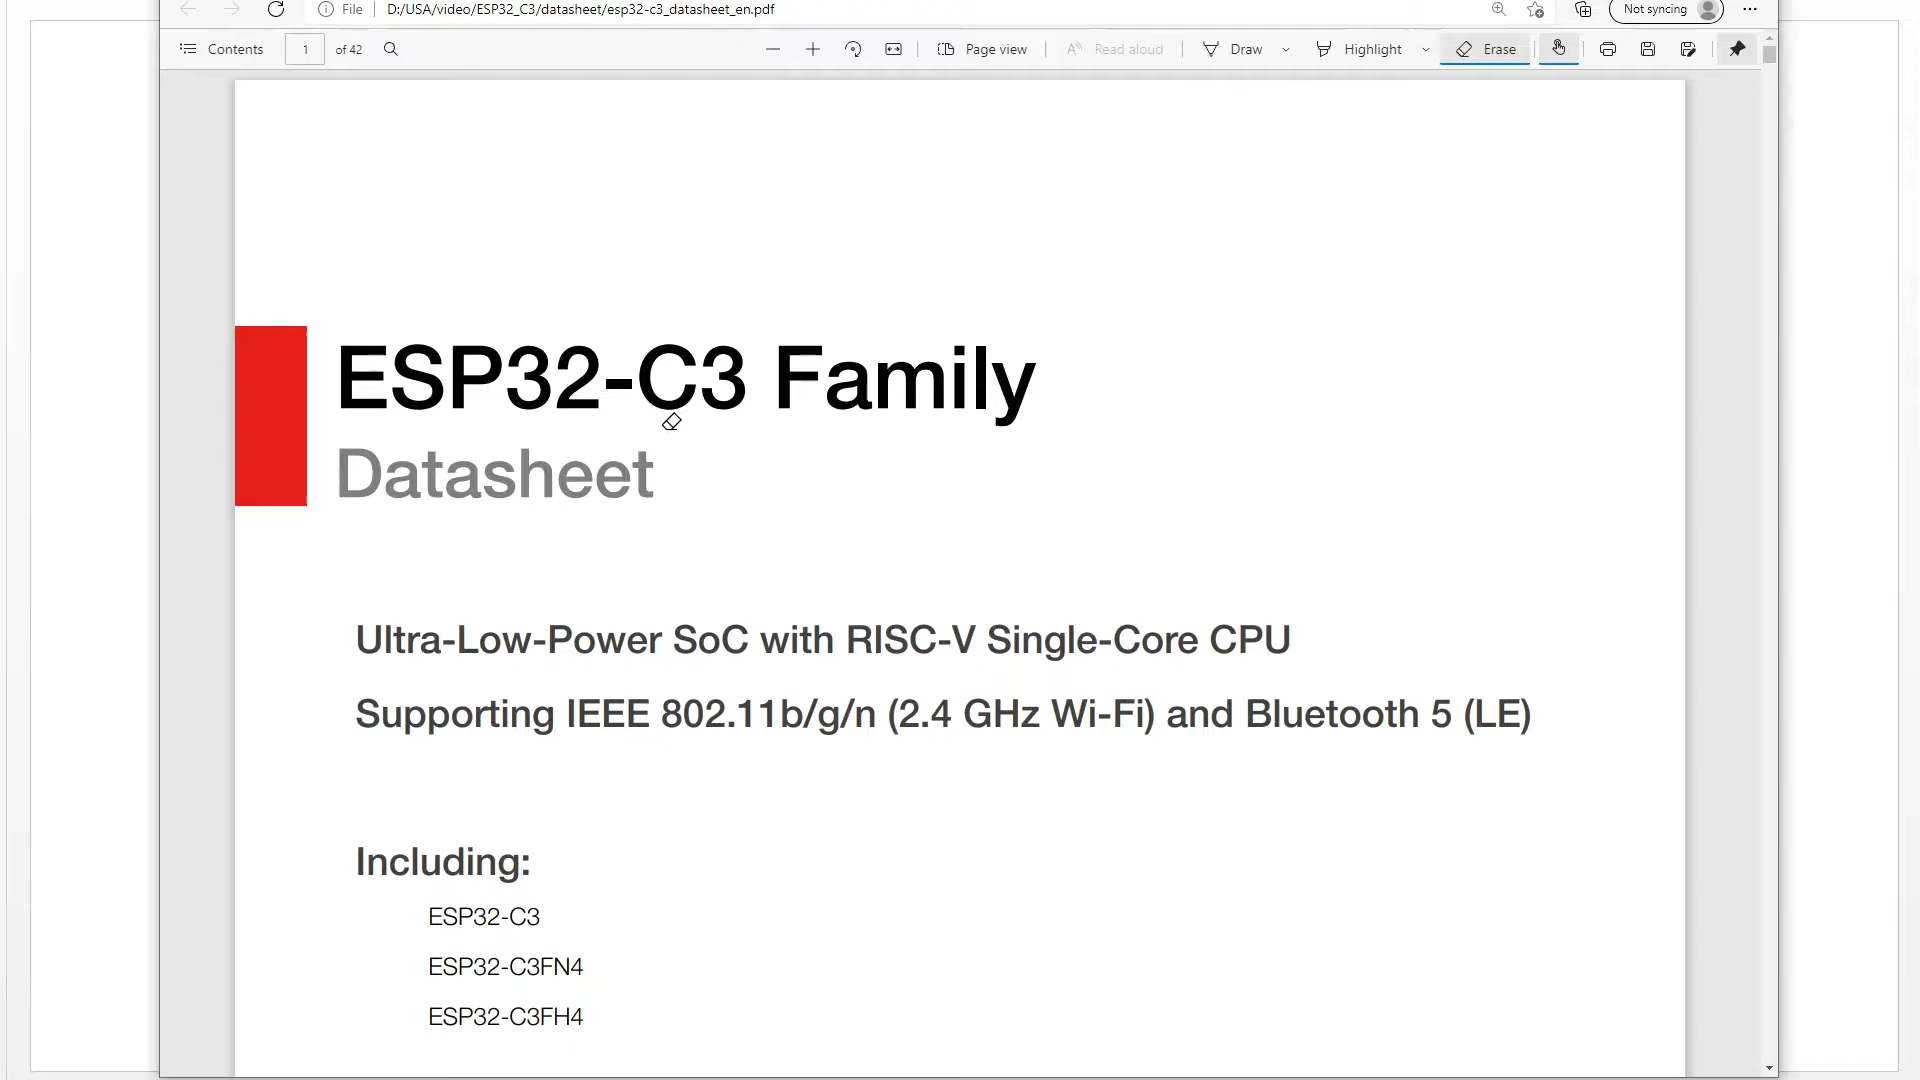 File D:/USA/video/ESP32_C3/datasheet/esp32-c3_datasheet_en.pdf Not syncing
Contents 1 of 42 Page view Read aloud Draw Highlight Erase
ESP32-C3 Family
Datasheet
Ultra-Low-Power SoC with RISC-V Single-Core CPU
Supporting IEEE 802.11b/g/n (2.4 GHz Wi-Fi) and Bluetooth 5 (LE)
Including:
ESP32-C3
ESP32-C3FN4
ESP32-C3FH4